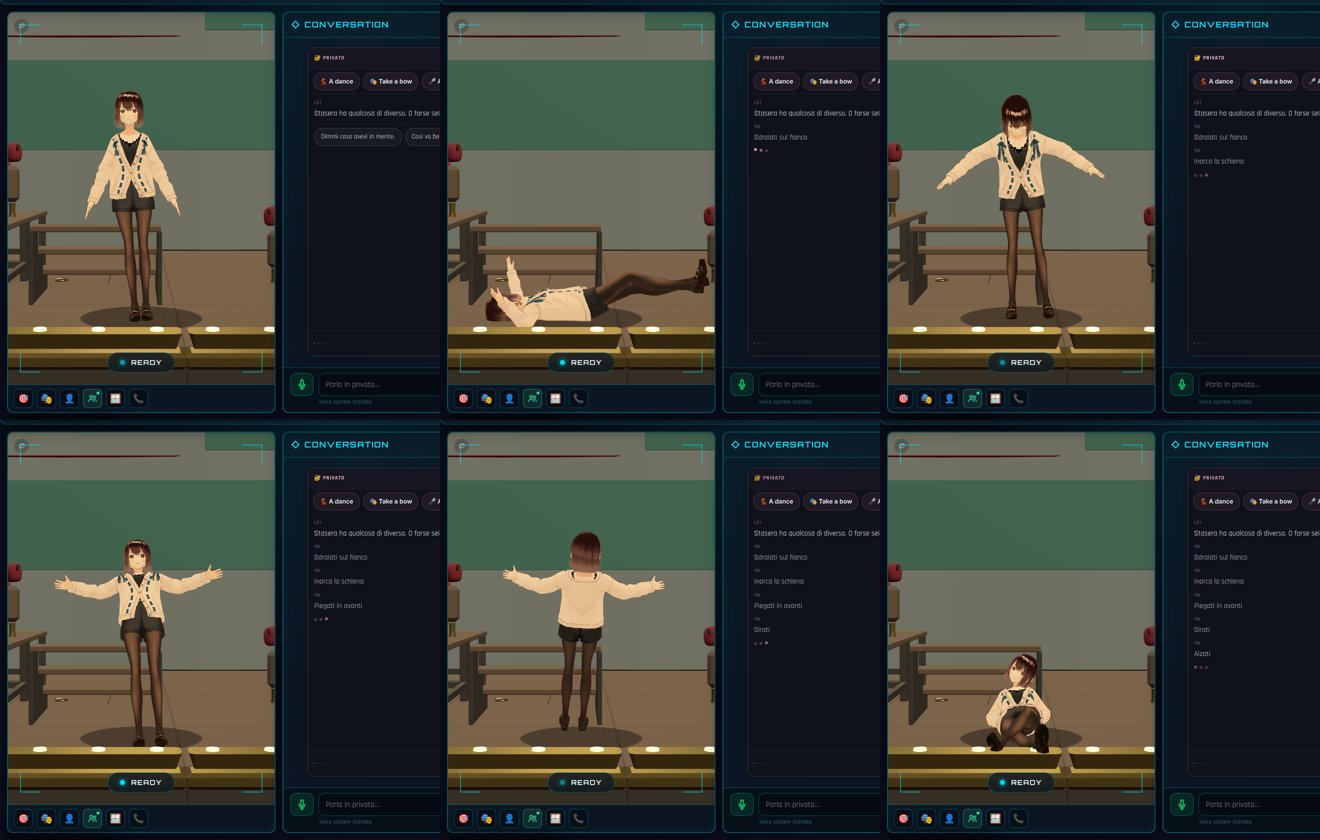 CONVERSATION
PRIVATO
A dance
Take a bow
LEI
Stasera ha qualcosa di diverso. O forse sei
Dimmi cosa avevi in mente.
Così va be
READY
Parla in privato...
Voice system standby
CONVERSATION
PRIVATO
A dance
Take a bow
LEI
Stasera ha qualcosa di diverso. O forse sei
TU
Sdraiati sul fianco
READY
Parla in privato...
Voice system standby
CONVERSATION
PRIVATO
A dance
Take a bow
LEI
Stasera ha qualcosa di diverso. O forse sei
TU
Sdraiati sul fianco
TU
Inarca la schiena
READY
Parla in privato...
Voice system standby
CONVERSATION
PRIVATO
A dance
Take a bow
LEI
Stasera ha qualcosa di diverso. O forse sei
TU
Sdraiati sul fianco
TU
Inarca la schiena
TU
Piegati in avanti
READY
Parla in privato...
Voice system standby
CONVERSATION
PRIVATO
A dance
Take a bow
LEI
Stasera ha qualcosa di diverso. O forse sei
TU
Sdraiati sul fianco
TU
Inarca la schiena
TU
Piegati in avanti
TU
Girati
READY
Parla in privato...
Voice system standby
CONVERSATION
PRIVATO
A dance
Take a bow
LEI
Stasera ha qualcosa di diverso. O forse sei
TU
Sdraiati sul fianco
TU
Inarca la schiena
TU
Piegati in avanti
TU
Girati
TU
Alzati
READY
Parla in privato...
Voice system standby